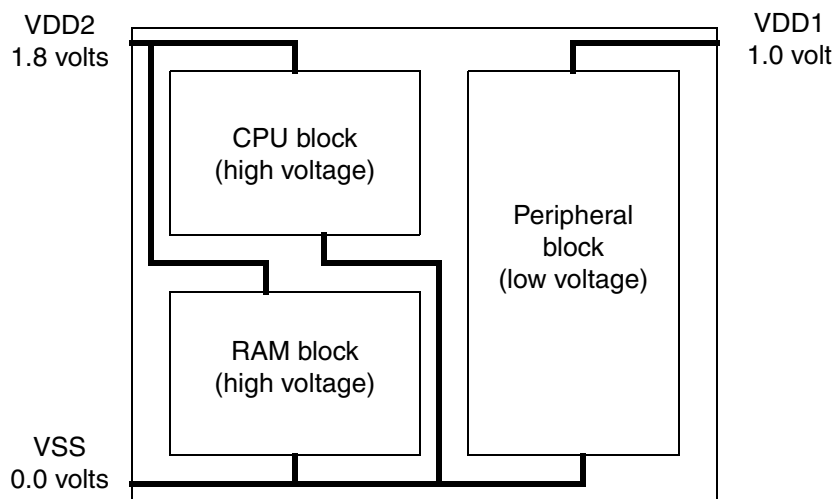 VDD2
1.8 volts
VDD1
1.0 volt
CPU block
(high voltage)
Peripheral
block
(low voltage)
RAM block
(high voltage)
VSS
0.0 volts